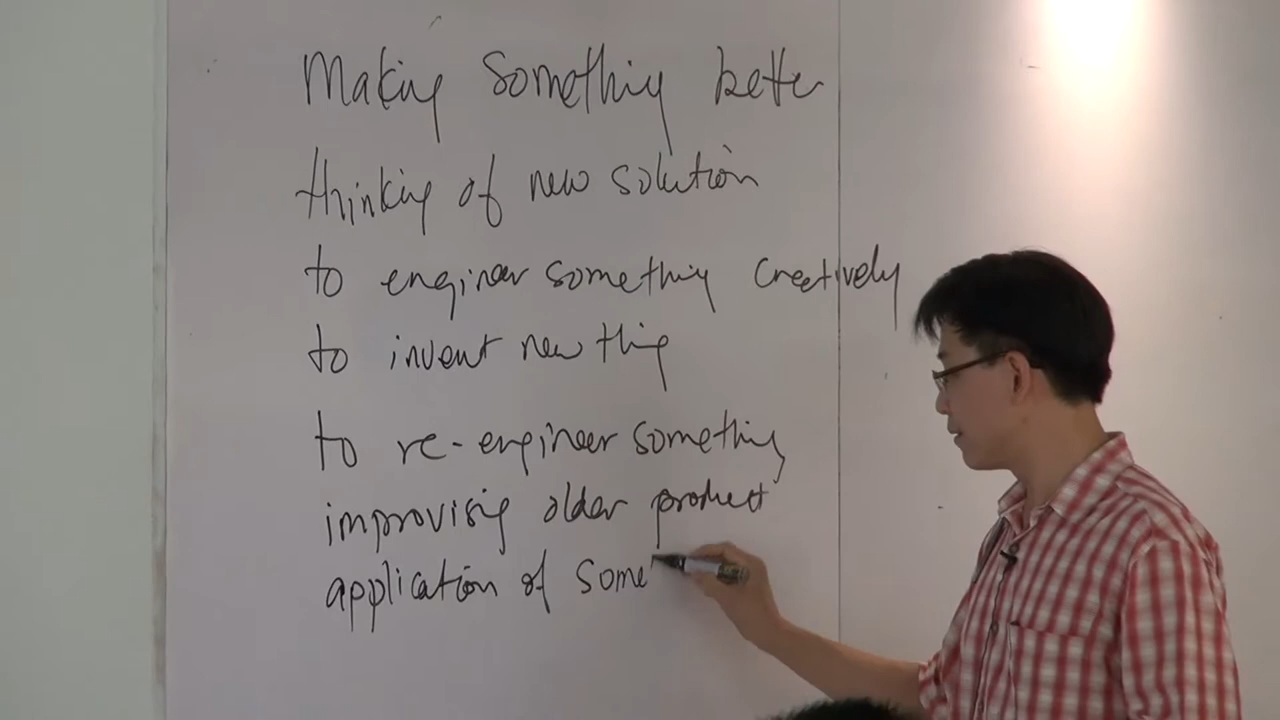 Making something better
thinking of new solution
to engineer something creetively
to invent new thing
to re-engineer something
improvising older product
application of some